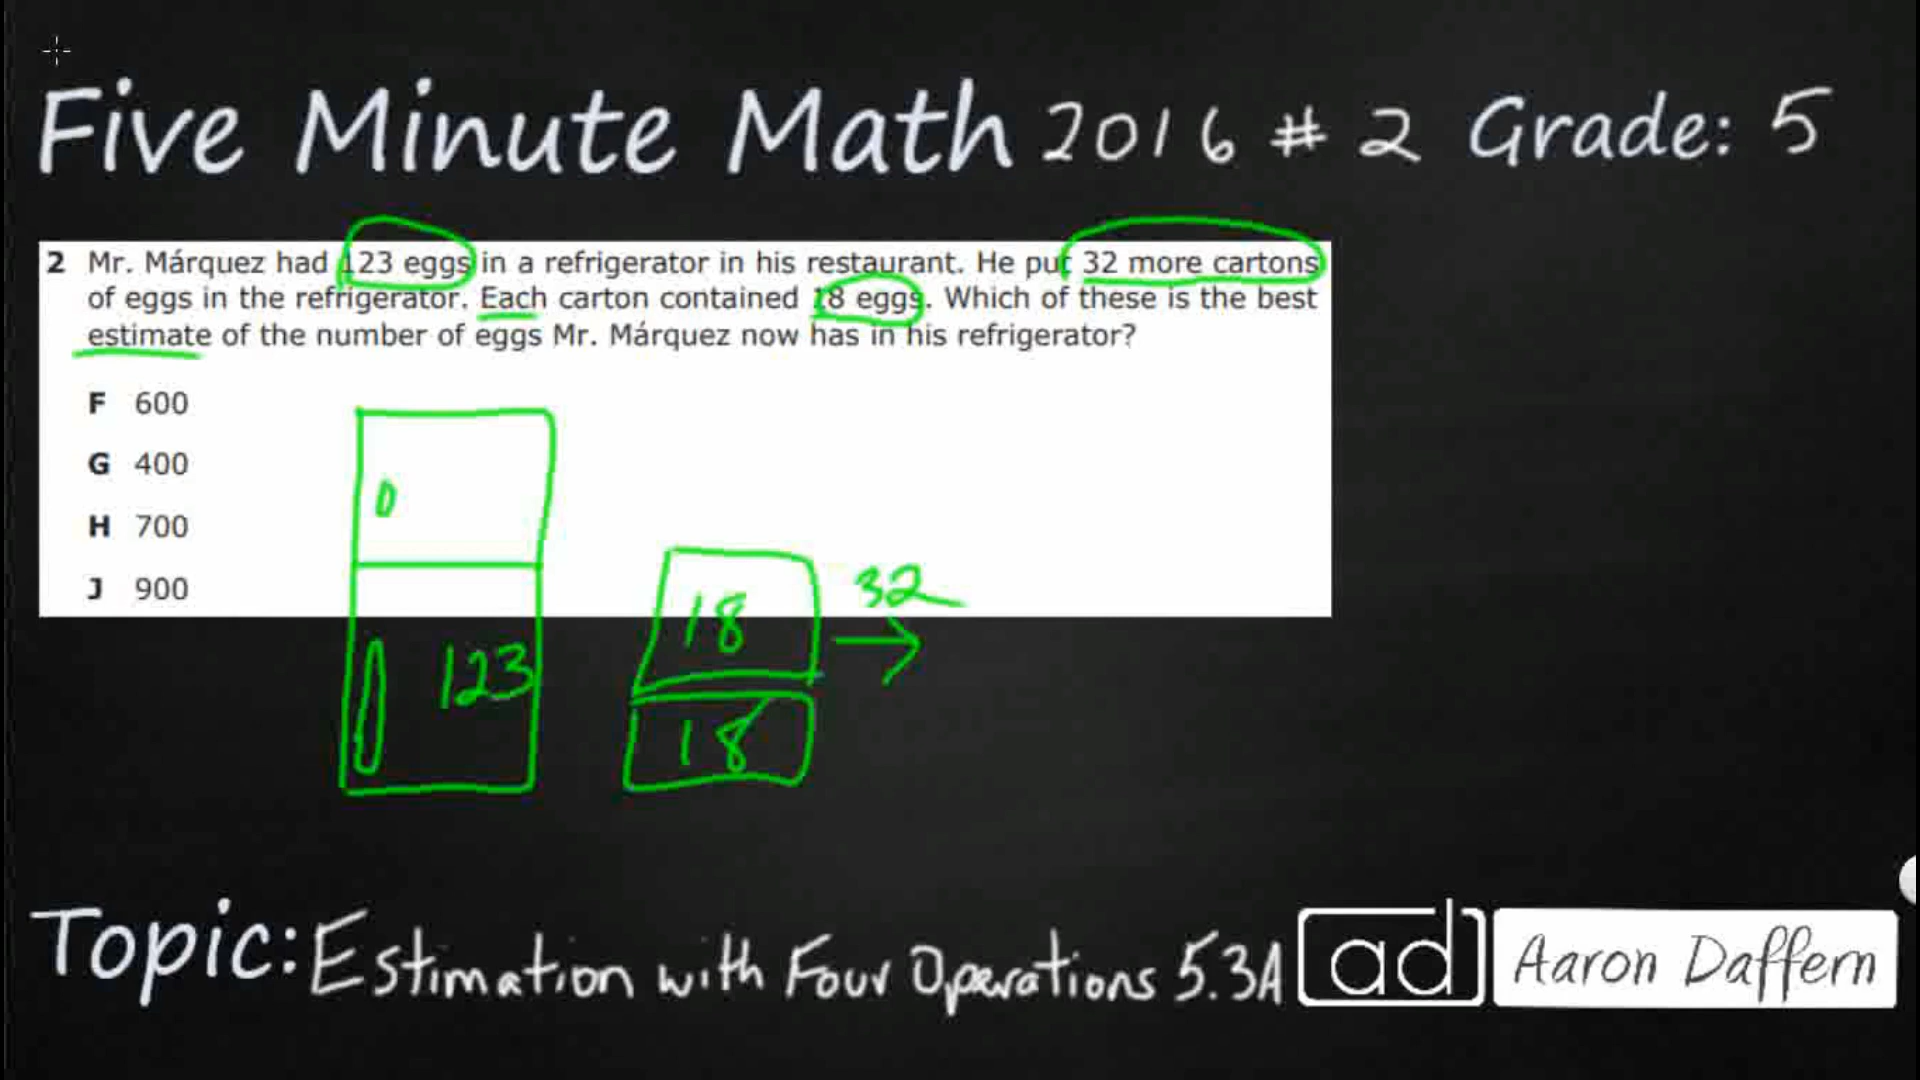 Five Minute Math 2016 # 2 Grade: 5
2 Mr. Márquez had 123 eggs in a refrigerator in his restaurant. He put 32 more cartons
of eggs in the refrigerator. Each carton contained 18 eggs. Which of these is the best
estimate of the number of eggs Mr. Márquez now has in his refrigerator?
F 600
G 400
H 700
J 900
18
32
123
18
Topic: Estimation with Four Operations 5.3A
ad Aaron Daffern